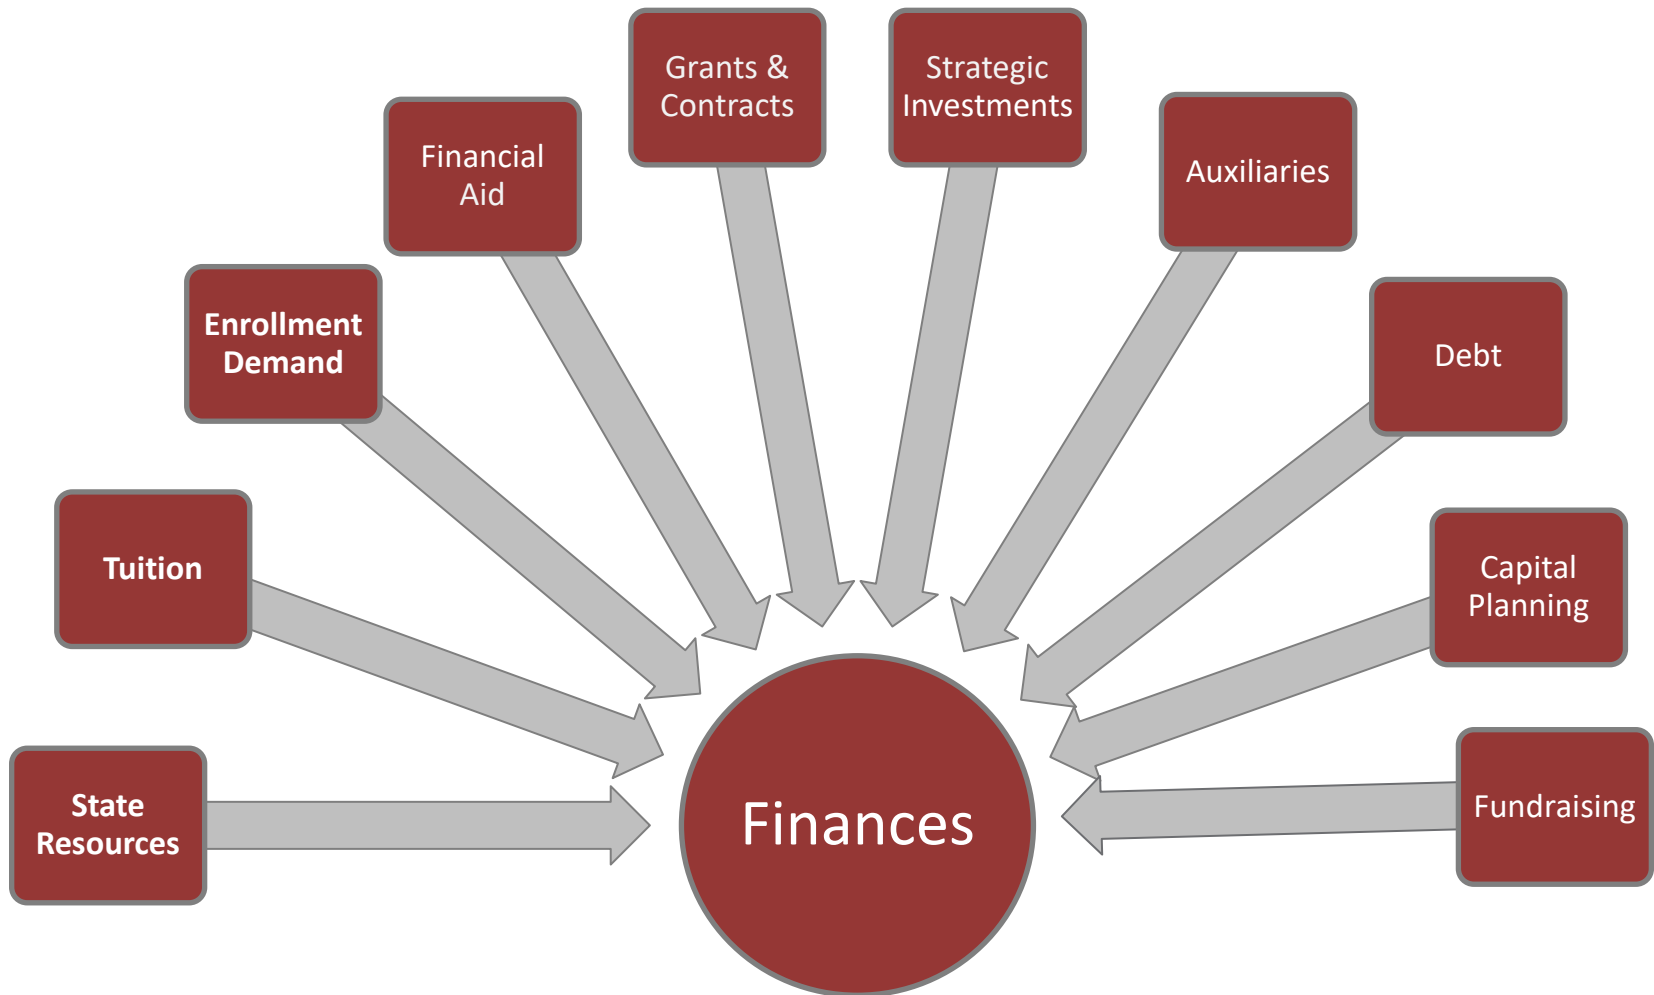 Grants &
Contracts
Strategic
Investments
Financial
Aid
Auxiliaries
Enrollment
Demand
Debt
Tuition
Capital
Planning
State
Resources
Fundraising
Finances